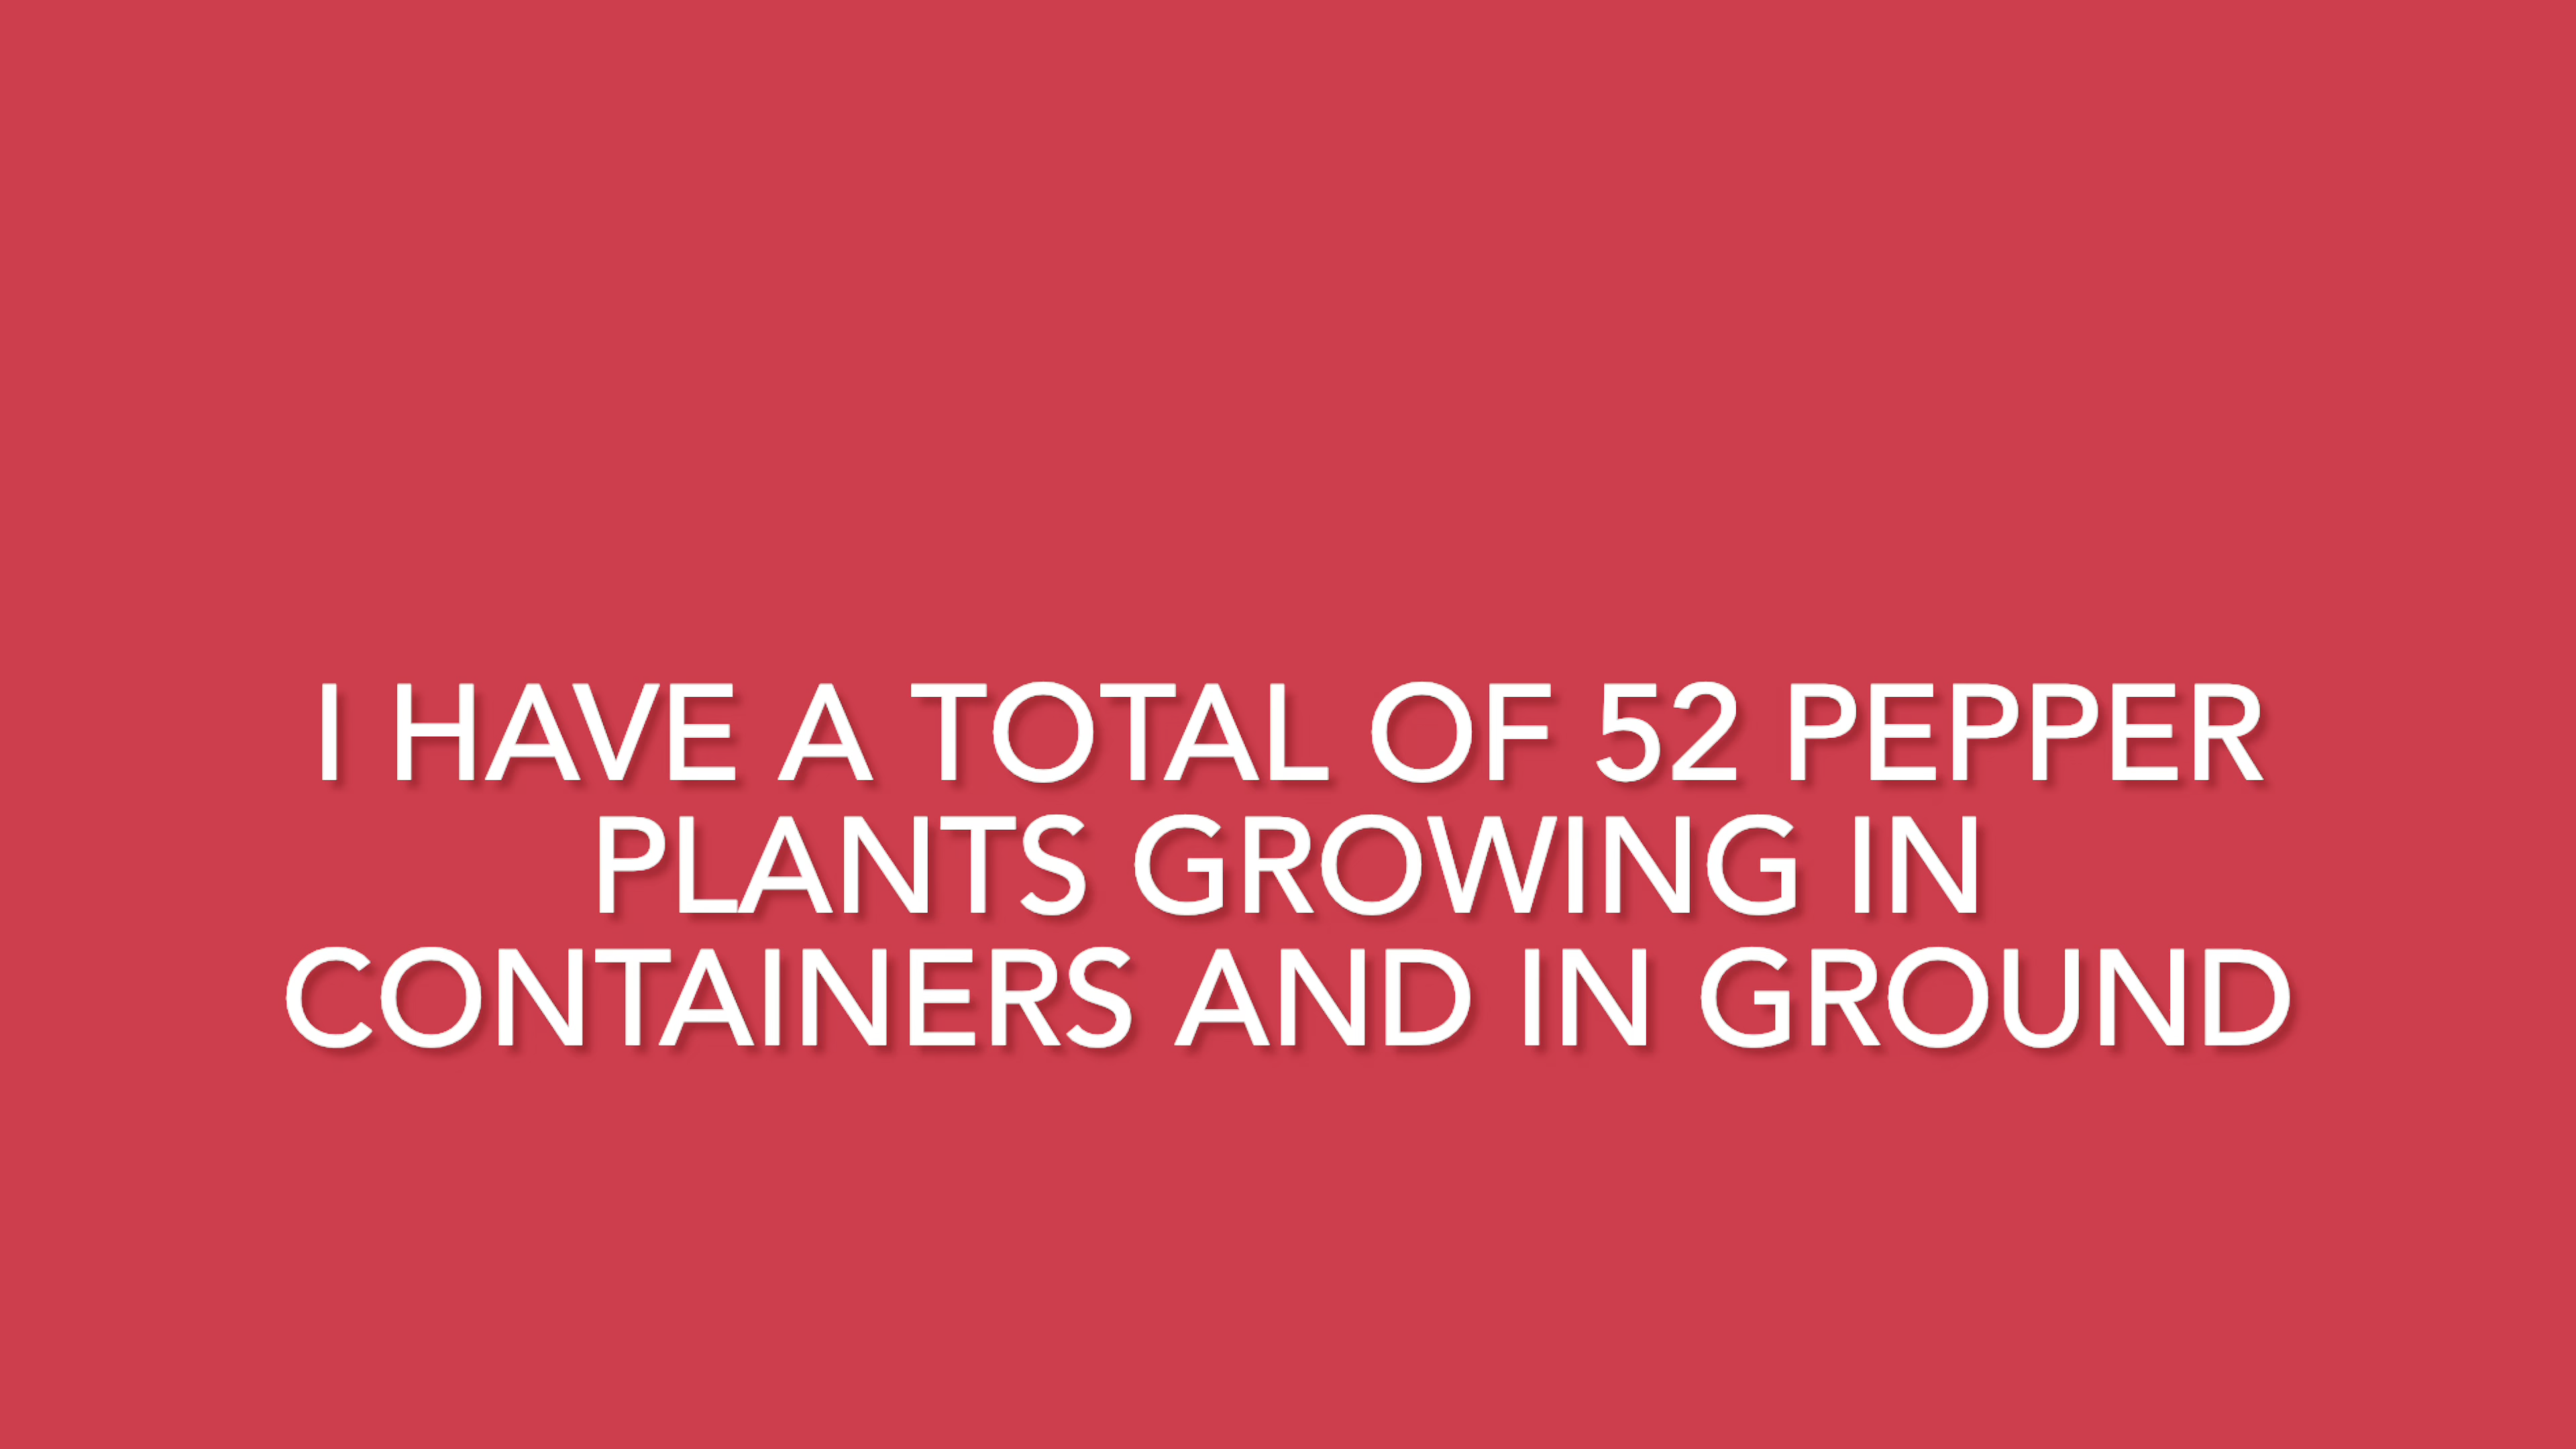 I HAVE A TOTAL OF 52 PEPPER
PLANTS GROWING IN
CONTAINERS AND IN GROUND